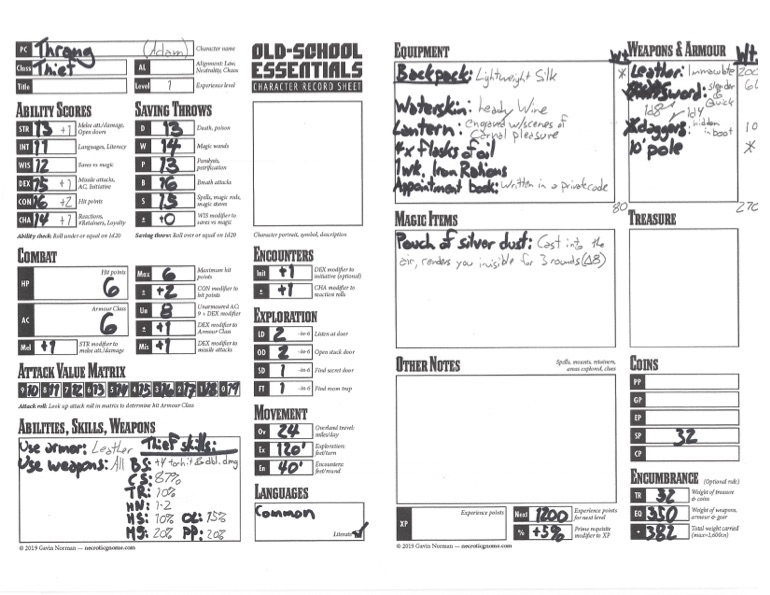 PC Thrang (Adam) Character name
Class Thief AL Alignment: Law, Neutrality, Chaos
Title Level 1 Experience level
OLD-SCHOOL
ESSENTIALS
CHARACTER RECORD SHEET
ABILITY SCORES
STR 13 +1 Melee att./damage, Open doors
INT 11 Languages, Literacy
WIS 12 Saves vs magic
DEX 15 +1 Missile attacks, AC, Initiative
CON 16 +2 Hit points
CHA 14 +1 Reactions, #Retainers, Loyalty
Ability check: Roll under or equal on 1d20
SAVING THROWS
D 13 Death, poison
W 14 Magic wands
P 13 Paralysis, petrification
B 16 Breath attacks
S 15 Spells, magic rods, magic staves
± +0 WIS modifier to saves vs magic
Saving throw: Roll over or equal on 1d20
Character portrait, symbol, description
COMBAT
HP Hit points 6
AC Armour Class 6
Mel +1 STR modifier to melee att./damage
Max 6 Maximum hit points
± +2 CON modifier to hit points
Un 8 Unarmoured AC, 9 + DEX modifier
± +1 DEX modifier to Armour Class
Mis +1 DEX modifier to missile attacks
ENCOUNTERS
Init +1 DEX modifier to initiative (optional)
± +1 CHA modifier to reaction rolls
EXPLORATION
LD 2 -in-6 Listen at door
OD 2 -in-6 Open stuck door
SD 1 -in-6 Find secret door
FT 1 -in-6 Find room trap
ATTACK VALUE MATRIX
9 10 8 11 7 12 6 13 5 14 4 15 3 16 2 17 1 18 0 19
Attack roll: Look up attack roll in matrix to determine hit Armour Class
MOVEMENT
Ov 24 Overland travel: miles/day
Ex 120' Exploration: feet/turn
En 40' Encounter: feet/round
ABILITIES, SKILLS, WEAPONS
Use armor: Leather Thief skills:
Use weapons: All BS: +4 to hit & dbl. dmg
CS: 87%
TR: 10%
HN: 1-2
HS: 10% OL: 15%
MS: 20% PP: 20%
LANGUAGES
Common
Literate
© 2019 Gavin Norman — necroticgnome.com
EQUIPMENT Wt
Backpack: Lightweight Silk *
Waterskin: heady Wine
Lantern: engraved w/scenes of carnal pleasure
4x flasks of oil
1 wk. Iron Rations
Appointment book: Written in a private code
80
WEAPONS & ARMOUR Wt
Leather: Immaculate 200
Sword: slender & quick
1d8 1d4
daggers: hidden in boot 10
10' pole *
270
MAGIC ITEMS
Pouch of silver dust: Cast into the
air, renders you invisible for 3 rounds
TREASURE
OTHER NOTES Spells, mounts, retainers, areas explored, clues
COINS
PP
GP
EP
SP 32
CP
ENCUMBRANCE (Optional rule)
TR 32 Weight of treasure & coins
EQ 350 Weight of weapons, armour & gear
382 Total weight carried (max=1,600cn)
XP Experience points
Next 1200 Experience points for next level
% +5% Prime requisite modifier to XP
© 2019 Gavin Norman — necroticgnome.com